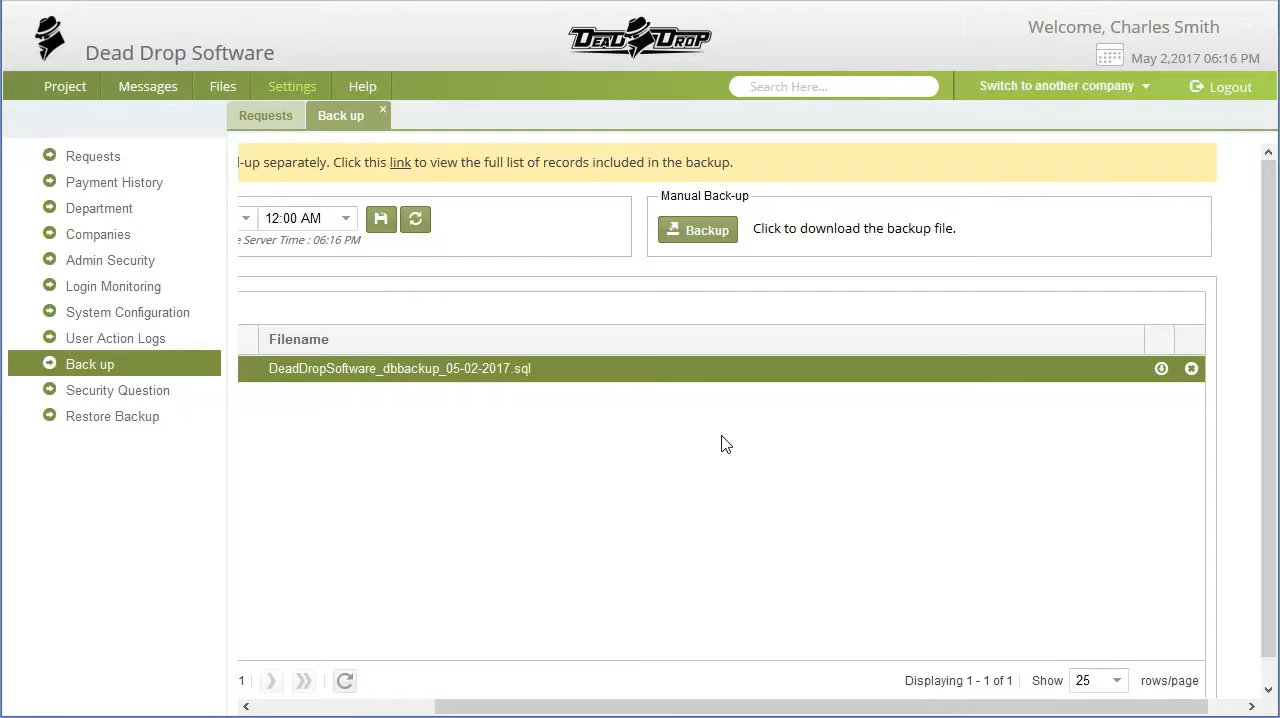 Dead Drop Software
DEAD DROP
Welcome, Charles Smith
May 2,2017 06:16 PM
Project
Messages
Files
Settings
Help
Search Here...
Switch to another company
Logout
Requests
Back up
Requests
Payment History
Department
Companies
Admin Security
Login Monitoring
System Configuration
User Action Logs
Back up
Security Question
Restore Backup
-up separately. Click this link to view the full list of records included in the backup.
12:00 AM
e Server Time : 06:16 PM
Manual Back-up
Backup
Click to download the backup file.
Filename
DeadDropSoftware_dbbackup_05-02-2017.sql
1
Displaying 1 - 1 of 1
Show
25
rows/page